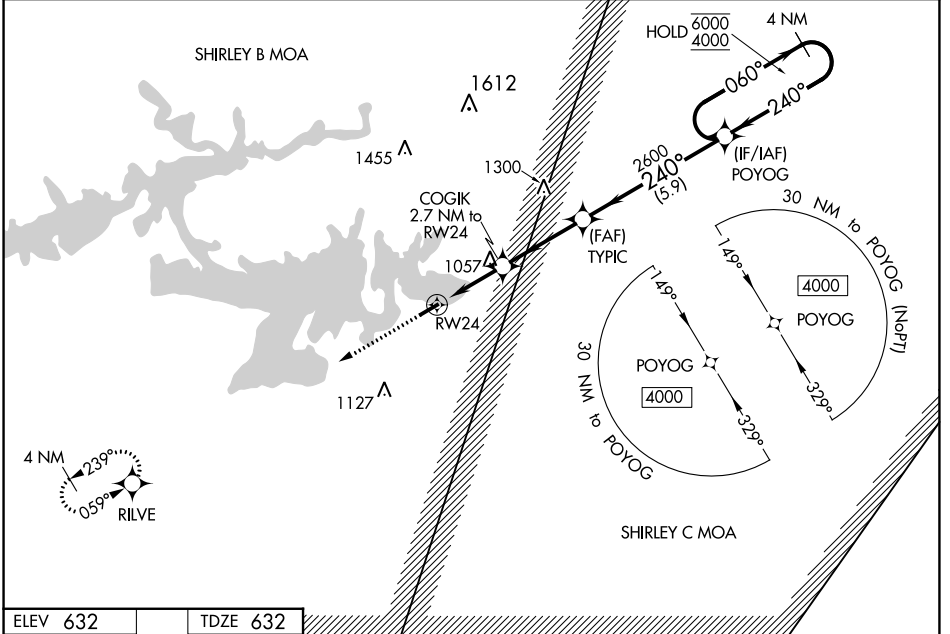 SHIRLEY B MOA
HOLD 6000
4000
4 NM
060°
240°
1612
1455
1300
2600
240°
(5.9)
(IF/IAF)
POYOG
COGIK
2.7 NM to
RW24
(FAF)
TYPIC
1057
RW24
30 NM to POYOG (NoPT)
149°
4000
POYOG
329°
149°
POYOG
4000
30 NM to POYOG
329°
1127
4 NM
239°
059°
RILVE
SHIRLEY C MOA
ELEV 632
TDZE 632